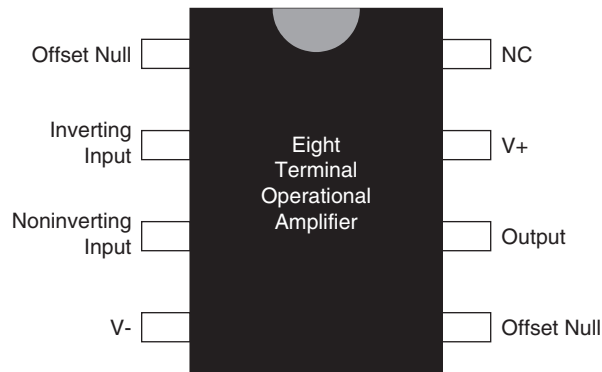 Offset Null
Inverting
Input
Noninverting
Input
V-
Eight
Terminal
Operational
Amplifier
NC
V+
Output
Offset Null